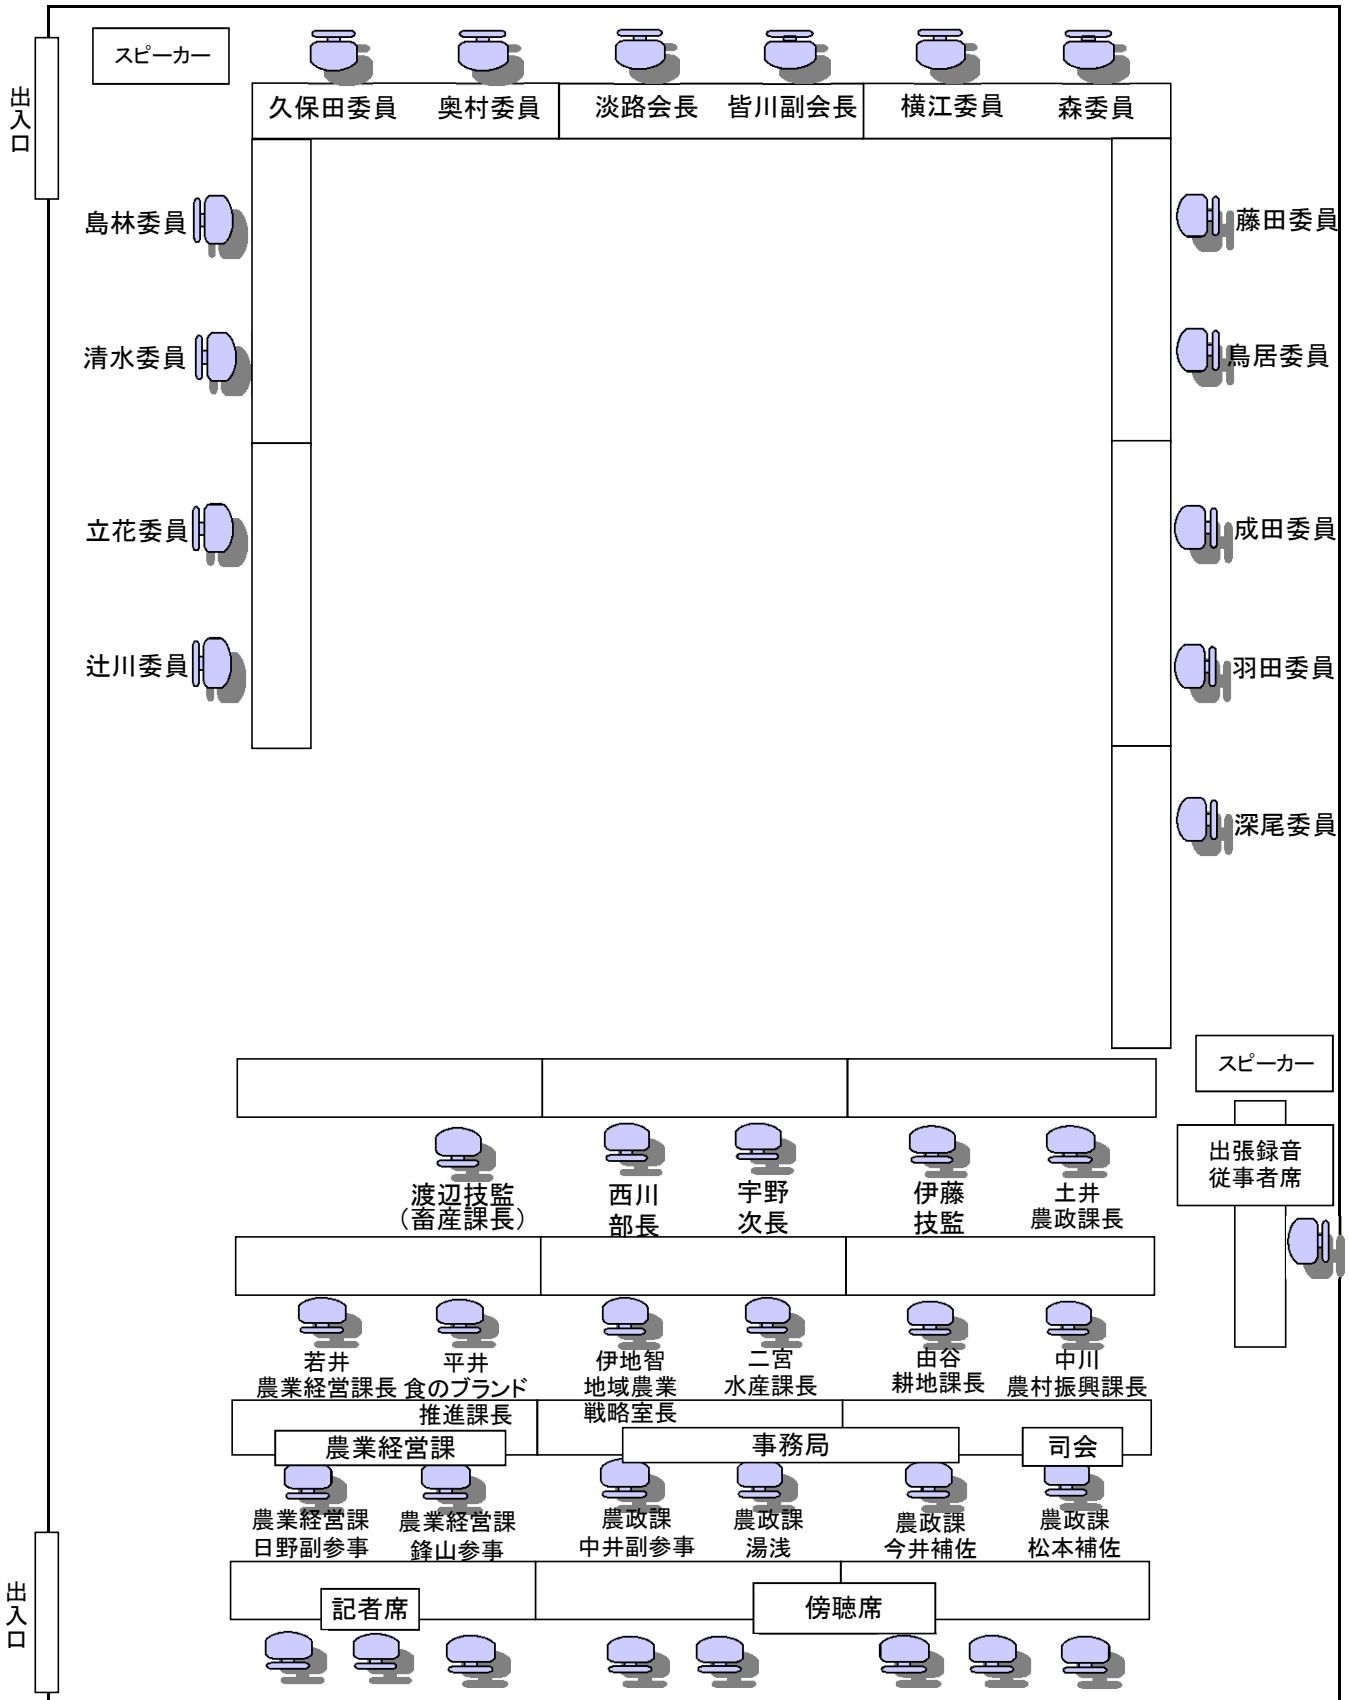 スピーカー
出入口
久保田委員
奥村委員
淡路会長
皆川副会長
横江委員
森委員
島林委員
藤田委員
清水委員
鳥居委員
立花委員
成田委員
辻川委員
羽田委員
深尾委員
スピーカー
出張録音
従事者席
渡辺技監
（畜産課長）
西川
部長
宇野
次長
伊藤
技監
土井
農政課長
若井
農業経営課長
平井
食のブランド
推進課長
伊地智
地域農業
戦略室長
二宮
水産課長
由谷
耕地課長
中川
農村振興課長
農業経営課
事務局
司会
農業経営課
日野副参事
農業経営課
鋒山参事
農政課
中井副参事
農政課
湯浅
農政課
今井補佐
農政課
松本補佐
出入口
記者席
傍聴席